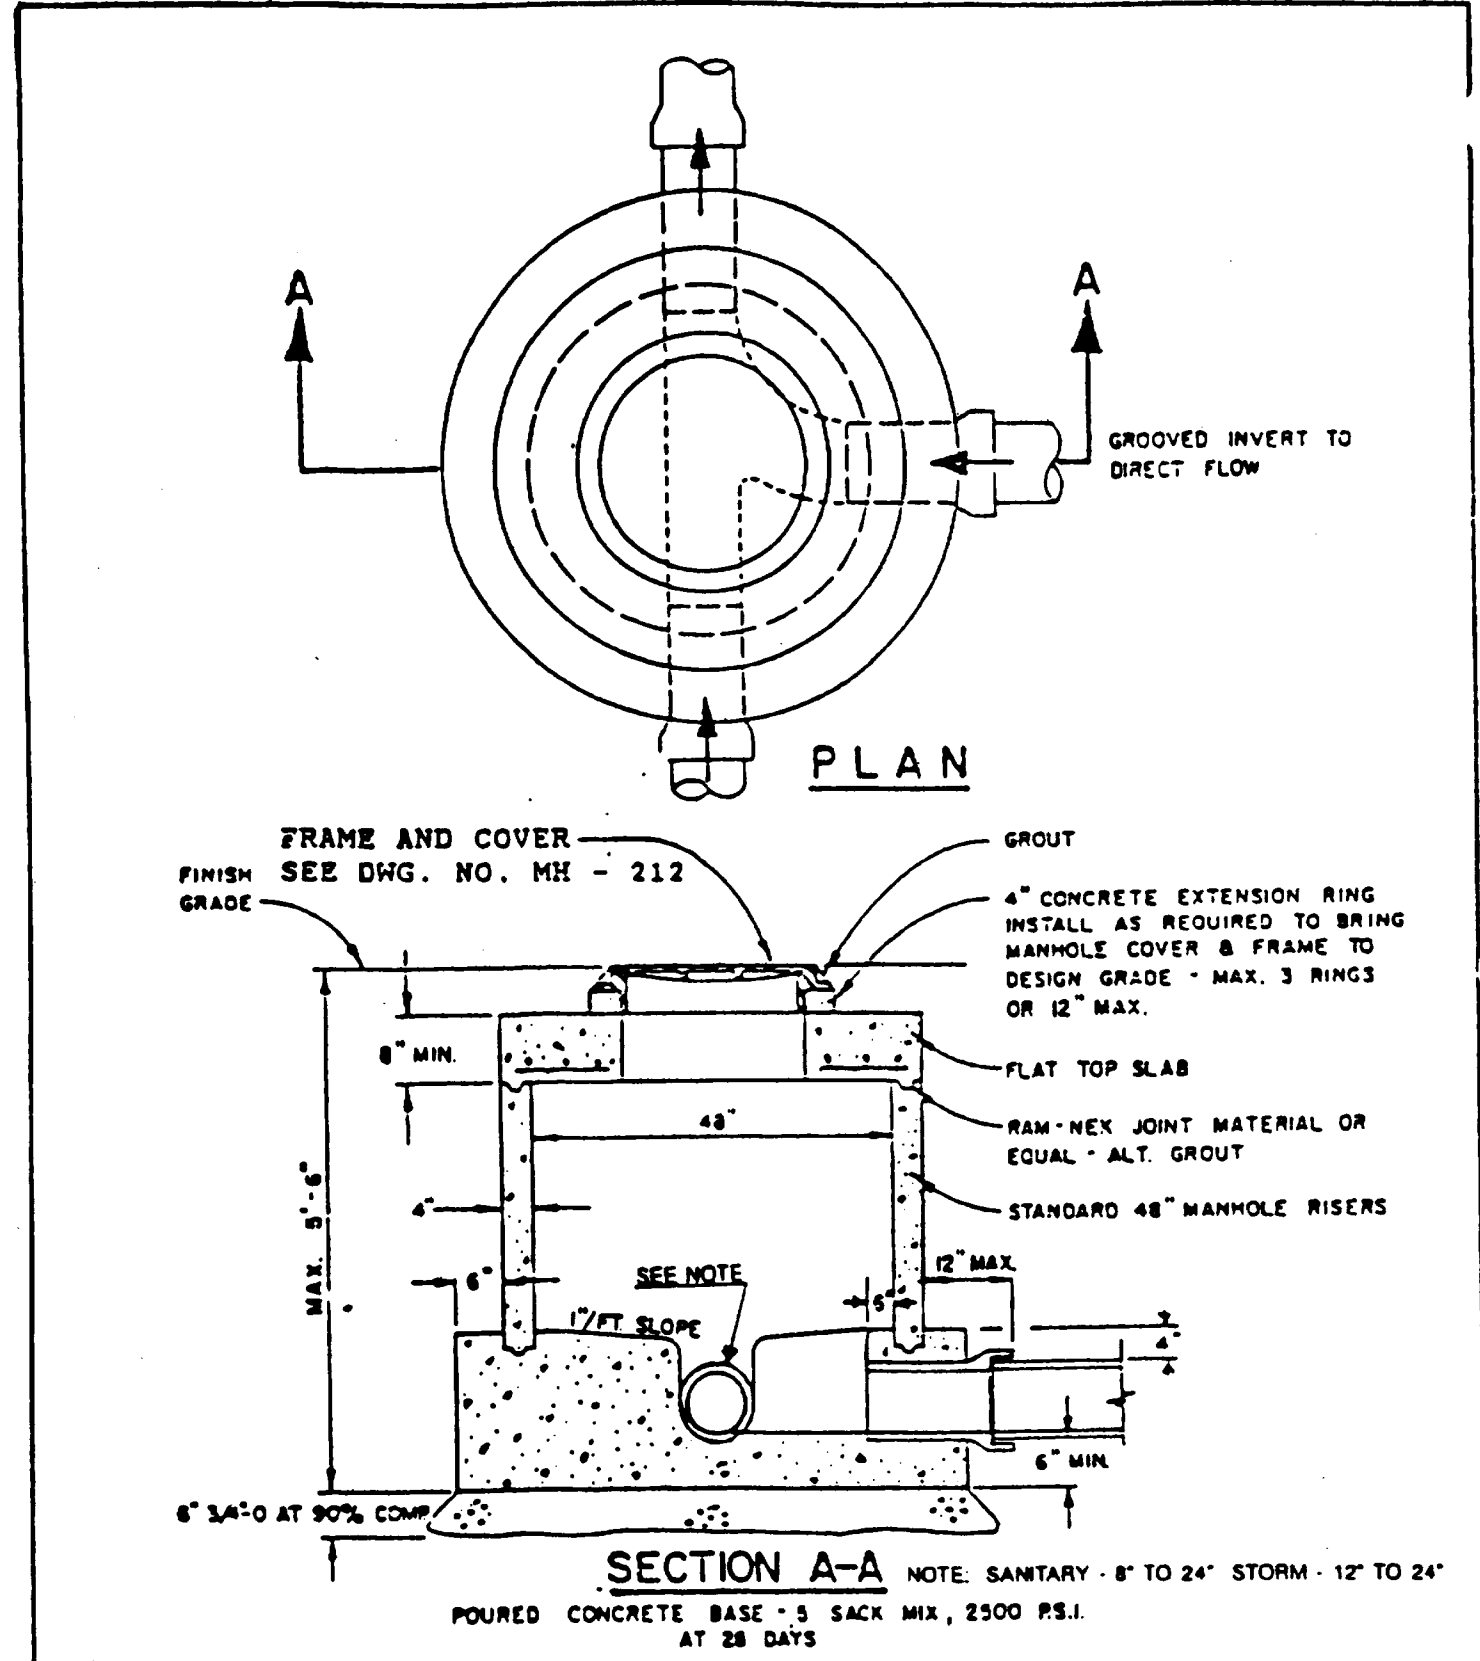 A
A
GROOVED INVERT TO
DIRECT FLOW
PLAN
FRAME AND COVER
SEE DWG. NO. MH - 212
FINISH
GRADE
GROUT
4" CONCRETE EXTENSION RING
INSTALL AS REQUIRED TO BRING
MANHOLE COVER & FRAME TO
DESIGN GRADE - MAX. 3 RINGS
OR 12" MAX.
8" MIN.
FLAT TOP SLAB
48"
RAM-NEK JOINT MATERIAL OR
EQUAL - ALT. GROUT
MAX. 5'-6"
4"
STANDARD 48" MANHOLE RISERS
6"
SEE NOTE
12" MAX.
5"
1"/FT. SLOPE
4"
6" MIN.
6" 3/4"-0 AT 90% COMP.
SECTION A-A
NOTE: SANITARY - 8" TO 24" STORM - 12" TO 24"
POURED CONCRETE BASE - 5 SACK MIX, 2500 P.S.I.
AT 28 DAYS